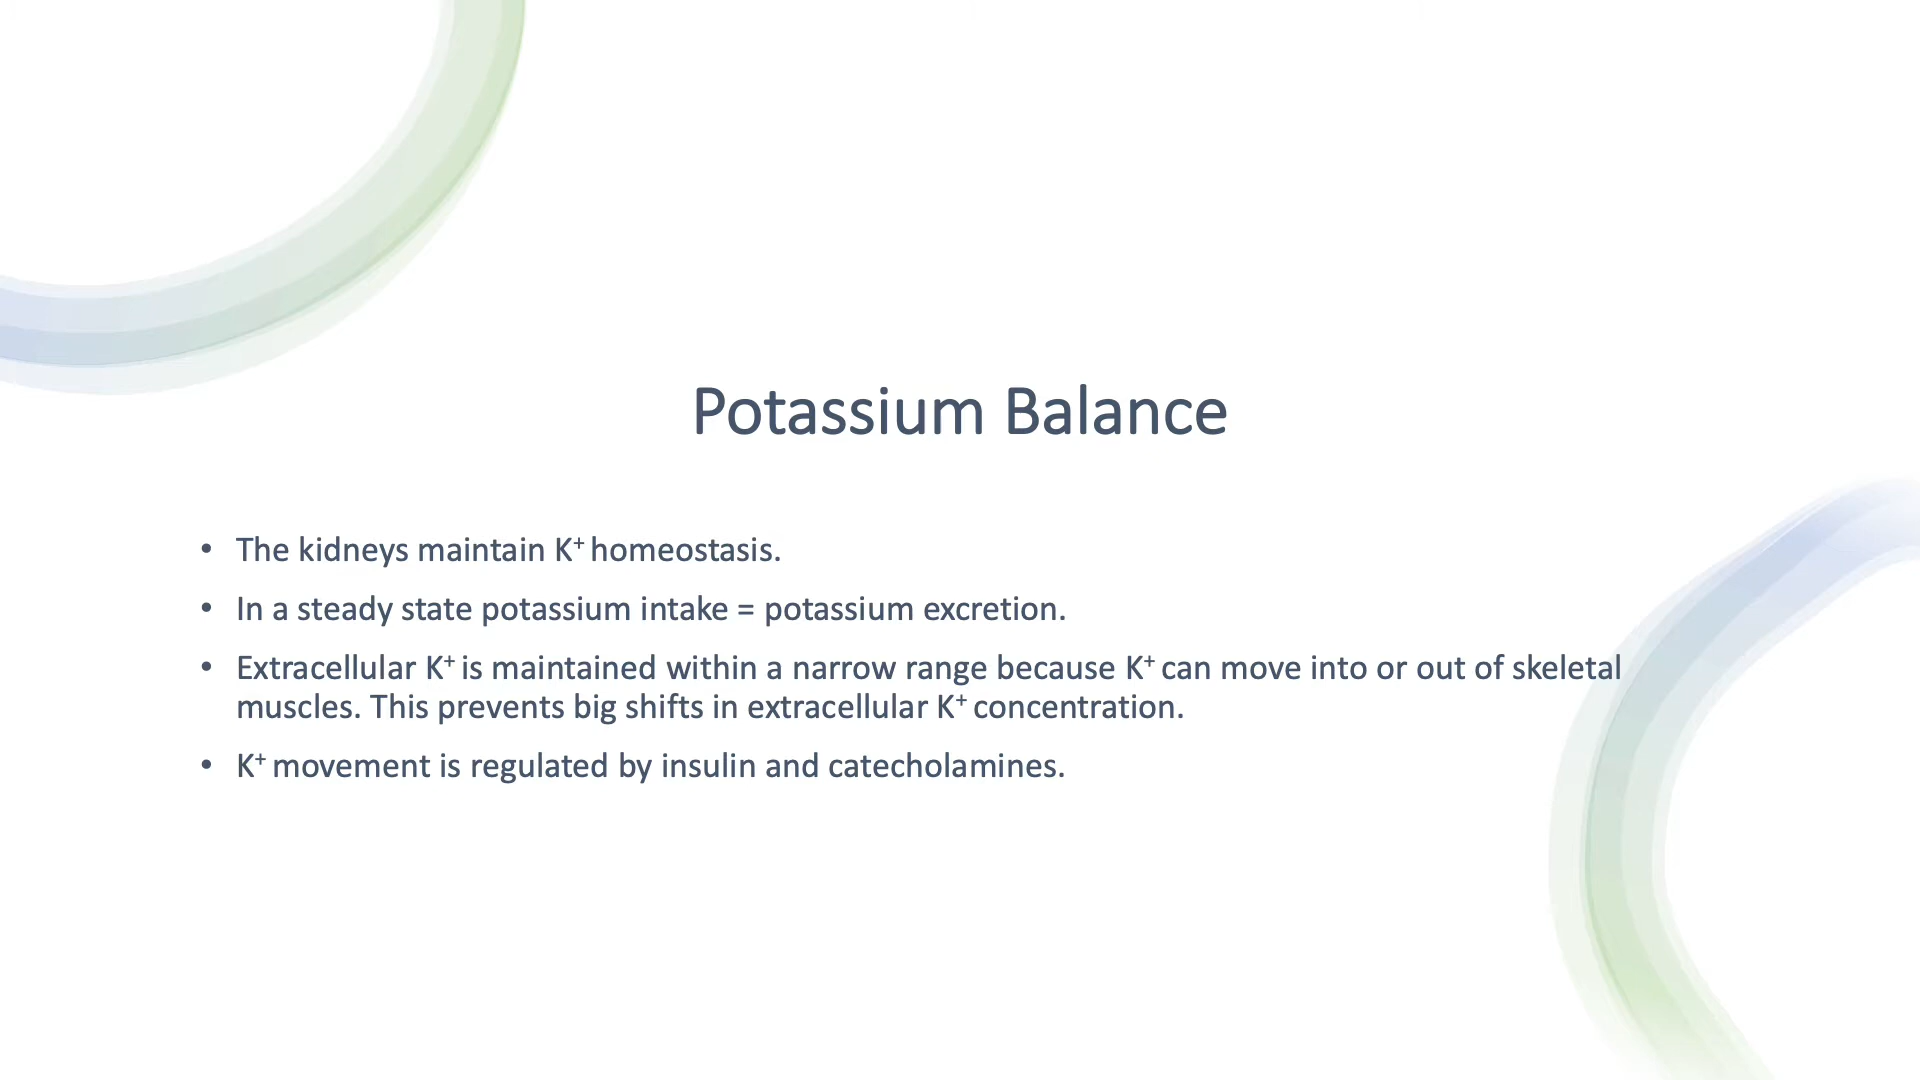 Potassium Balance
• The kidneys maintain K⁺ homeostasis.
• In a steady state potassium intake = potassium excretion.
• Extracellular K⁺ is maintained within a narrow range because K⁺ can move into or out of skeletal
muscles. This prevents big shifts in extracellular K⁺ concentration.
• K⁺ movement is regulated by insulin and catecholamines.